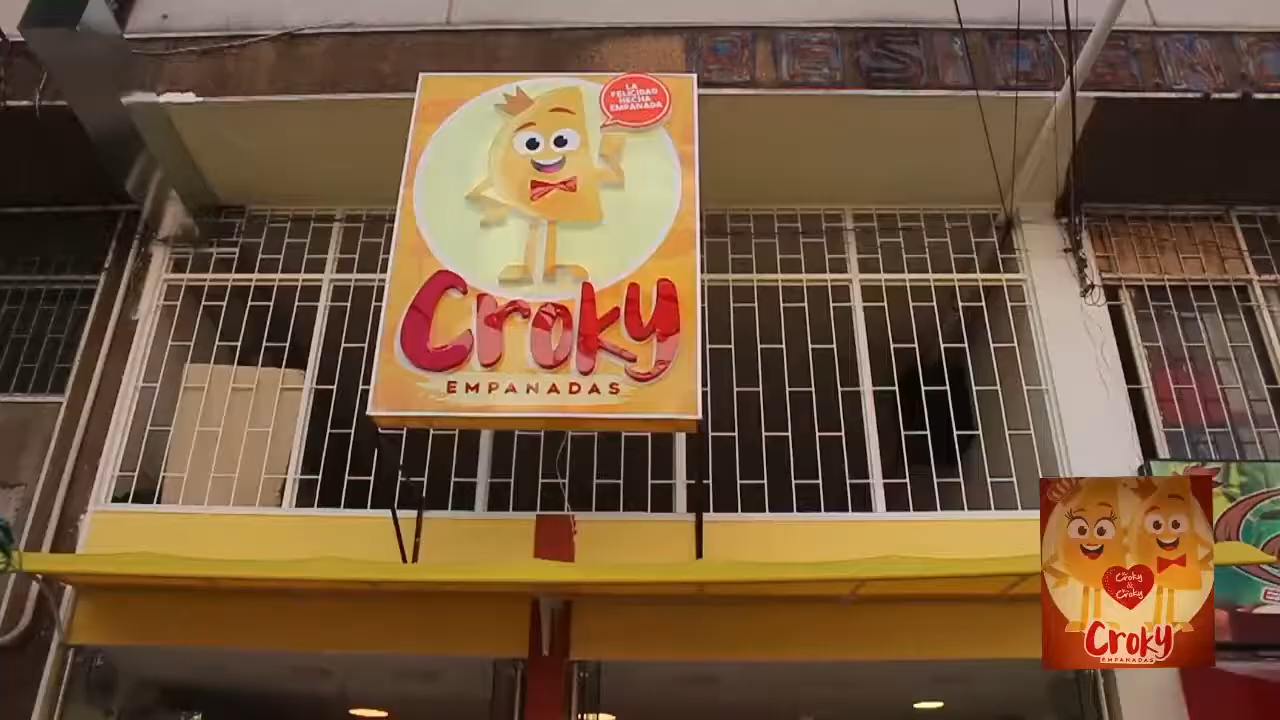 LA
FELICIDAD
HECHA
EMPANADA
Croky
EMPANADAS
Croky
&
Croky
Croky
EMPANADAS